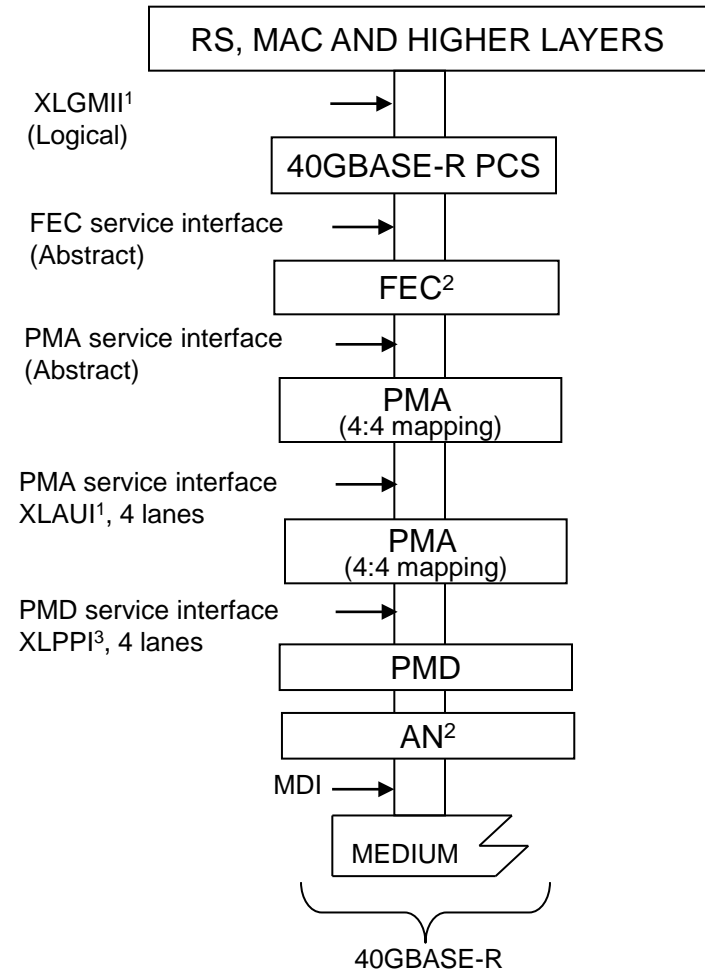 RS, MAC AND HIGHER LAYERS
XLGMII¹
(Logical)
40GBASE-R PCS
FEC service interface
(Abstract)
FEC²
PMA service interface
(Abstract)
PMA
(4:4 mapping)
PMA service interface
XLAUI¹, 4 lanes
PMA
(4:4 mapping)
PMD service interface
XLPPI³, 4 lanes
PMD
AN²
MDI
MEDIUM
40GBASE-R